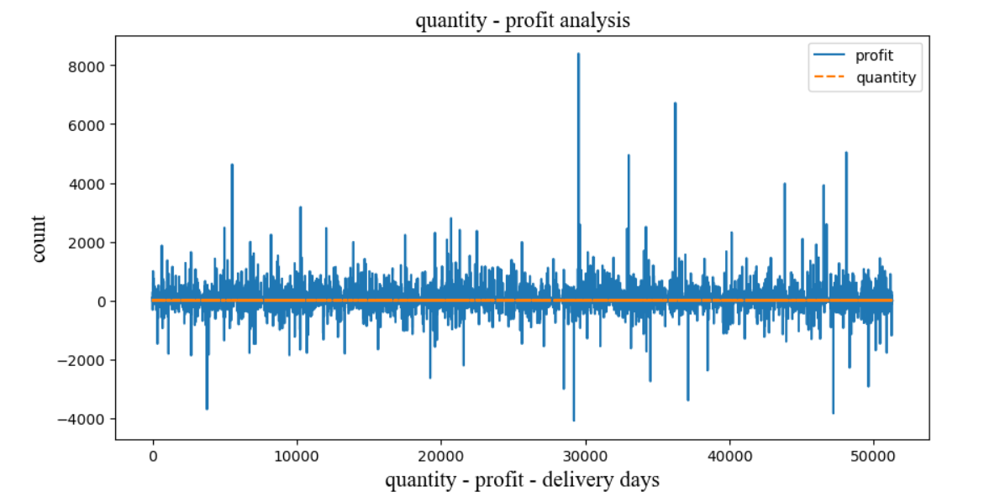 quantity - profit analysis
profit
quantity
8000
6000
4000
2000
0
−2000
−4000
count
0 10000 20000 30000 40000 50000
quantity - profit - delivery days